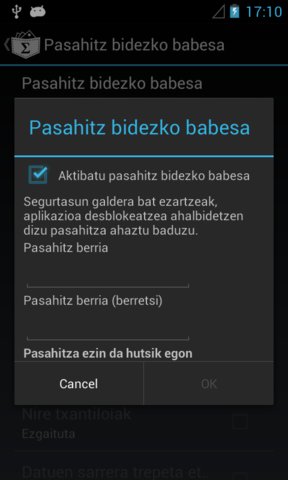 17:10
Pasahitz bidezko babesa
Pasahitz bidezko babesa
Pasahitz bidezko babesa
Aktibatu pasahitz bidezko babesa
Segurtasun galdera bat ezartzeak,
aplikazioa desblokeatzea ahalbidetzen
dizu pasahitza ahaztu baduzu.
Pasahitz berria
Pasahitz berria (berretsi)
Pasahitza ezin da hutsik egon
Cancel
OK
Nire txantiloiak
Ezgaituta
Datuen sarrera trepeta et